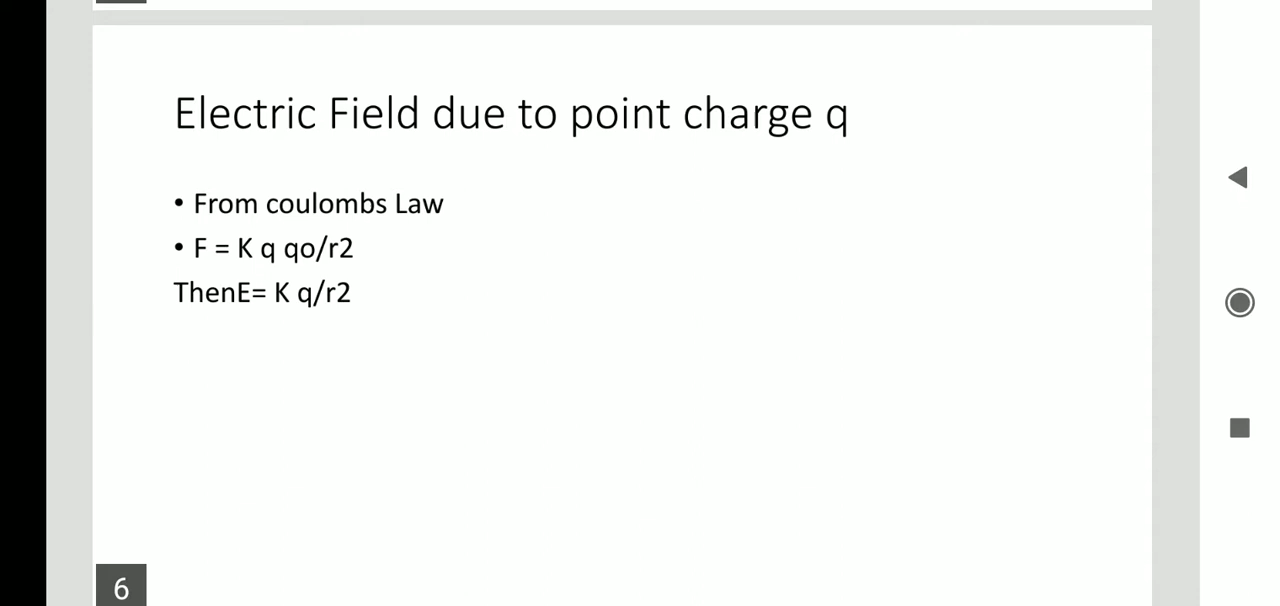 Electric Field due to point charge q
• From coulombs Law
• F = K q qo/r2
ThenE= K q/r2
6